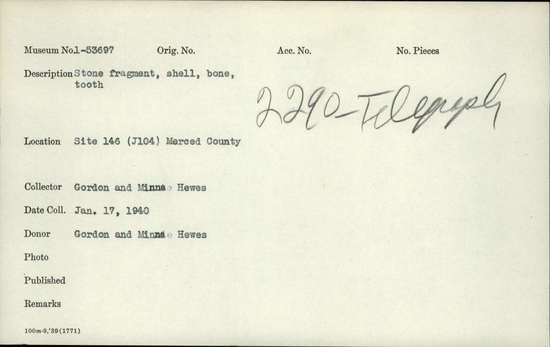 Museum No. 1-53697 Orig. No. Acc. No. No. Pieces
Description Stone fragment, shell, bone,
tooth
2290-Telegraph
Location Site 146 (J104) Merced County
Collector Gordon and Minnae Hewes
Date Coll. Jan. 17, 1940
Donor Gordon and Minnae Hewes
Photo
Published
Remarks
100m-9,'39(1771)